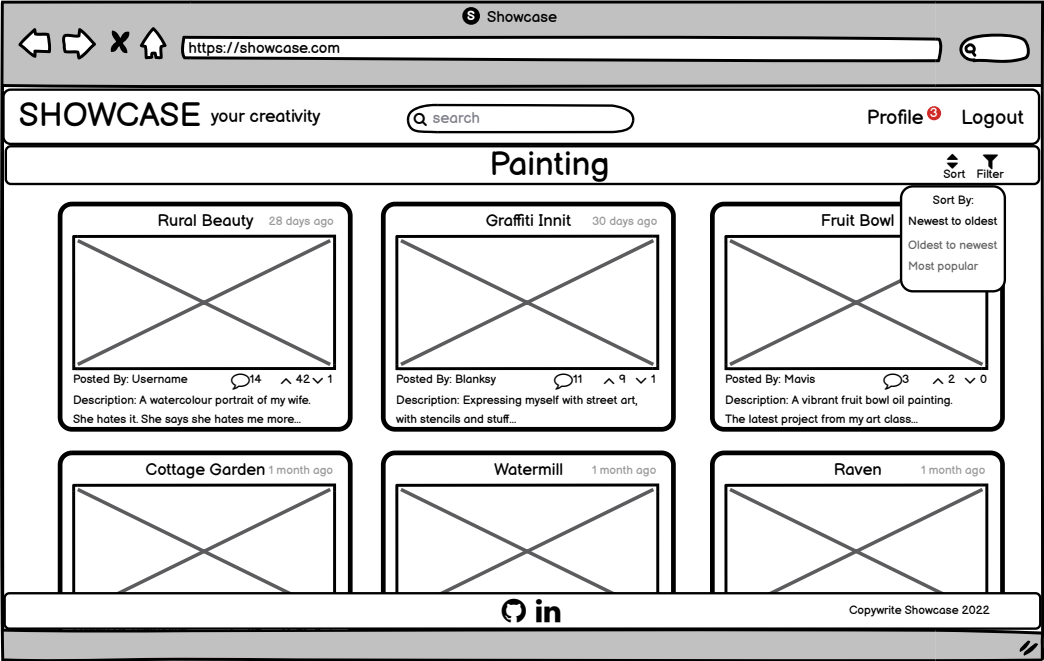 S Showcase
https://showcase.com
SHOWCASE your creativity
search
Profile 3 Logout
Painting
Sort Filter
Sort By:
Newest to oldest
Oldest to newest
Most popular
Rural Beauty 28 days ago
Posted By: Username 14 42 1
Description: A watercolour portrait of my wife.
She hates it. She says she hates me more...
Graffiti Innit 30 days ago
Posted By: Blanksy 11 9 1
Description: Expressing myself with street art,
with stencils and stuff...
Fruit Bowl
Posted By: Mavis 3 2 0
Description: A vibrant fruit bowl oil painting.
The latest project from my art class...
Cottage Garden 1 month ago
Watermill 1 month ago
Raven 1 month ago
in
Copywrite Showcase 2022